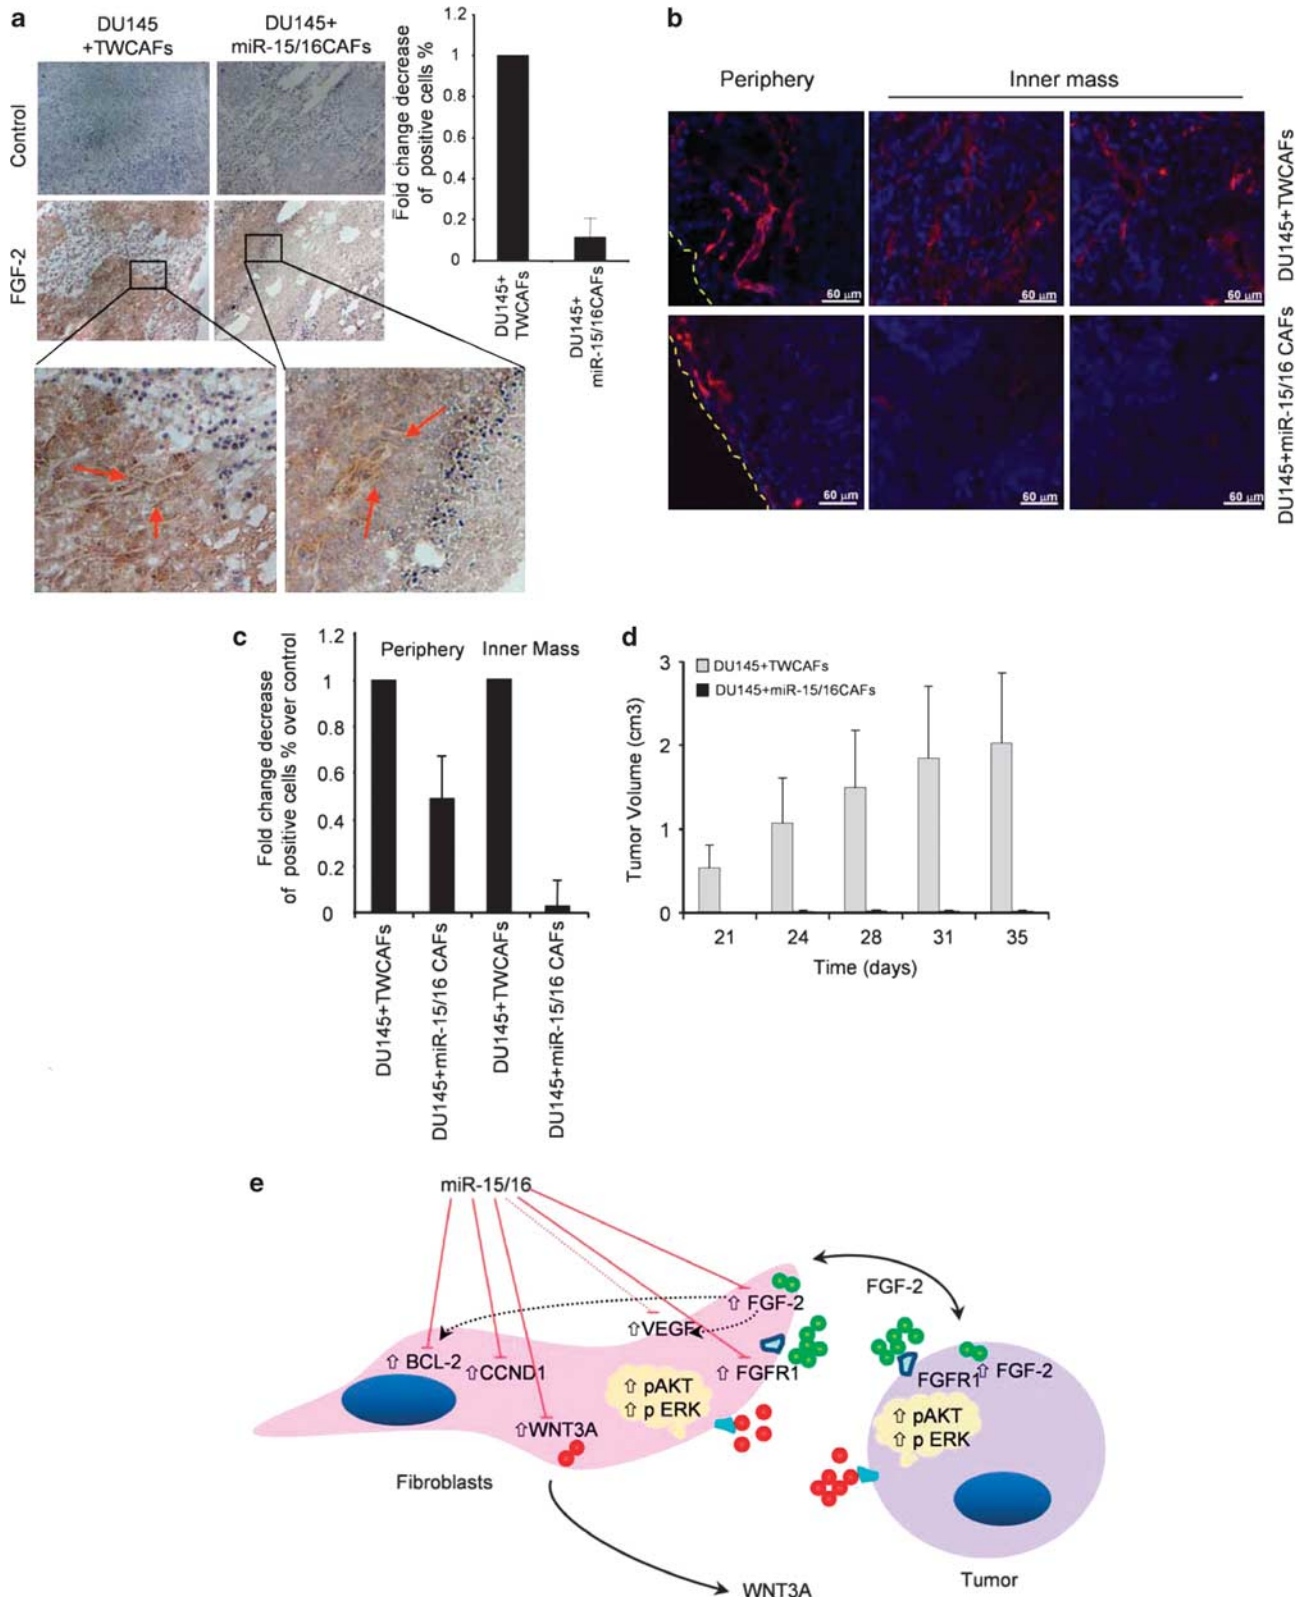 a
DU145
+TWCAFs
DU145+
miR-15/16CAFs
Control
FGF-2
Fold change decrease
of positive cells %
1.2
1
0.8
0.6
0.4
0.2
0
DU145+
TWCAFs
DU145+
miR-15/16CAFs
b
Periphery
Inner mass
60 µm
60 µm
60 µm
DU145+TWCAFs
60 µm
60 µm
60 µm
DU145+miR-15/16 CAFs
c
Fold change decrease
of positive cells % over control
1.2
1
0.8
0.6
0.4
0.2
0
Periphery
Inner Mass
DU145+TWCAFs
DU145+miR-15/16 CAFs
DU145+TWCAFs
DU145+miR-15/16 CAFs
d
Tumor Volume (cm3)
3
2
1
0
DU145+TWCAFs
DU145+miR-15/16CAFs
21 24 28 31 35
Time (days)
e
miR-15/16
⇧ FGF-2
⇧VEGF
⇧ BCL-2
⇧CCND1
⇧ FGFR1
⇧ pAKT
⇧ p ERK
⇧WNT3A
Fibroblasts
FGF-2
FGFR1
⇧ FGF-2
⇧ pAKT
⇧ p ERK
Tumor
WNT3A